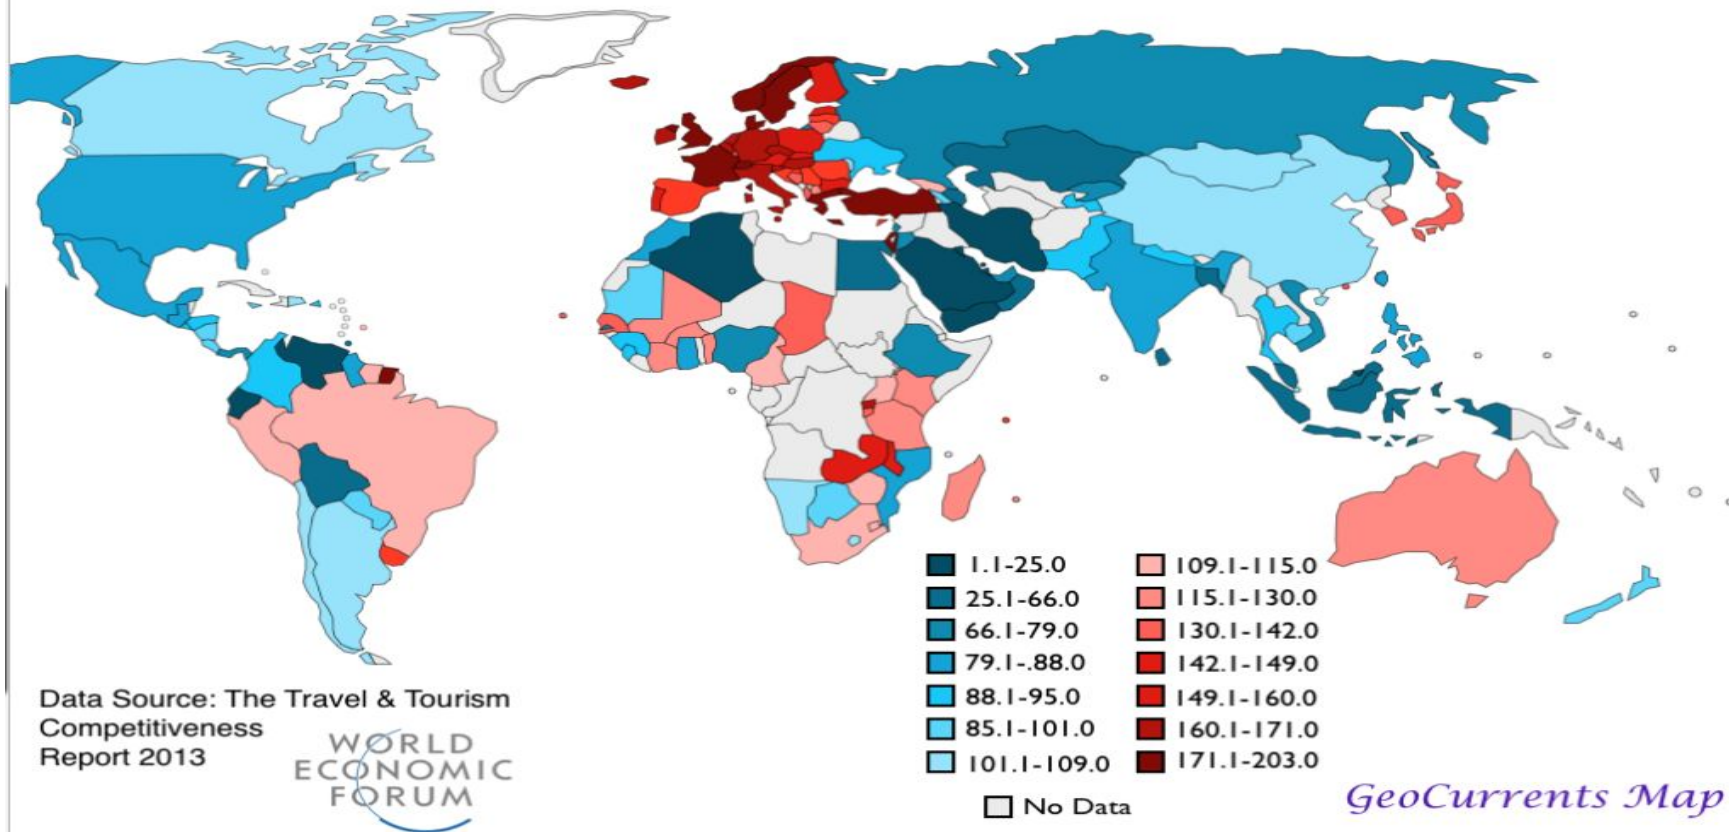 1.1-25.0
25.1-66.0
66.1-79.0
79.1-.88.0
88.1-95.0
85.1-101.0
101.1-109.0
109.1-115.0
115.1-130.0
130.1-142.0
142.1-149.0
149.1-160.0
160.1-171.0
171.1-203.0
No Data
Data Source: The Travel & Tourism
Competitiveness
Report 2013
WORLD
ECONOMIC
FORUM
GeoCurrents Map